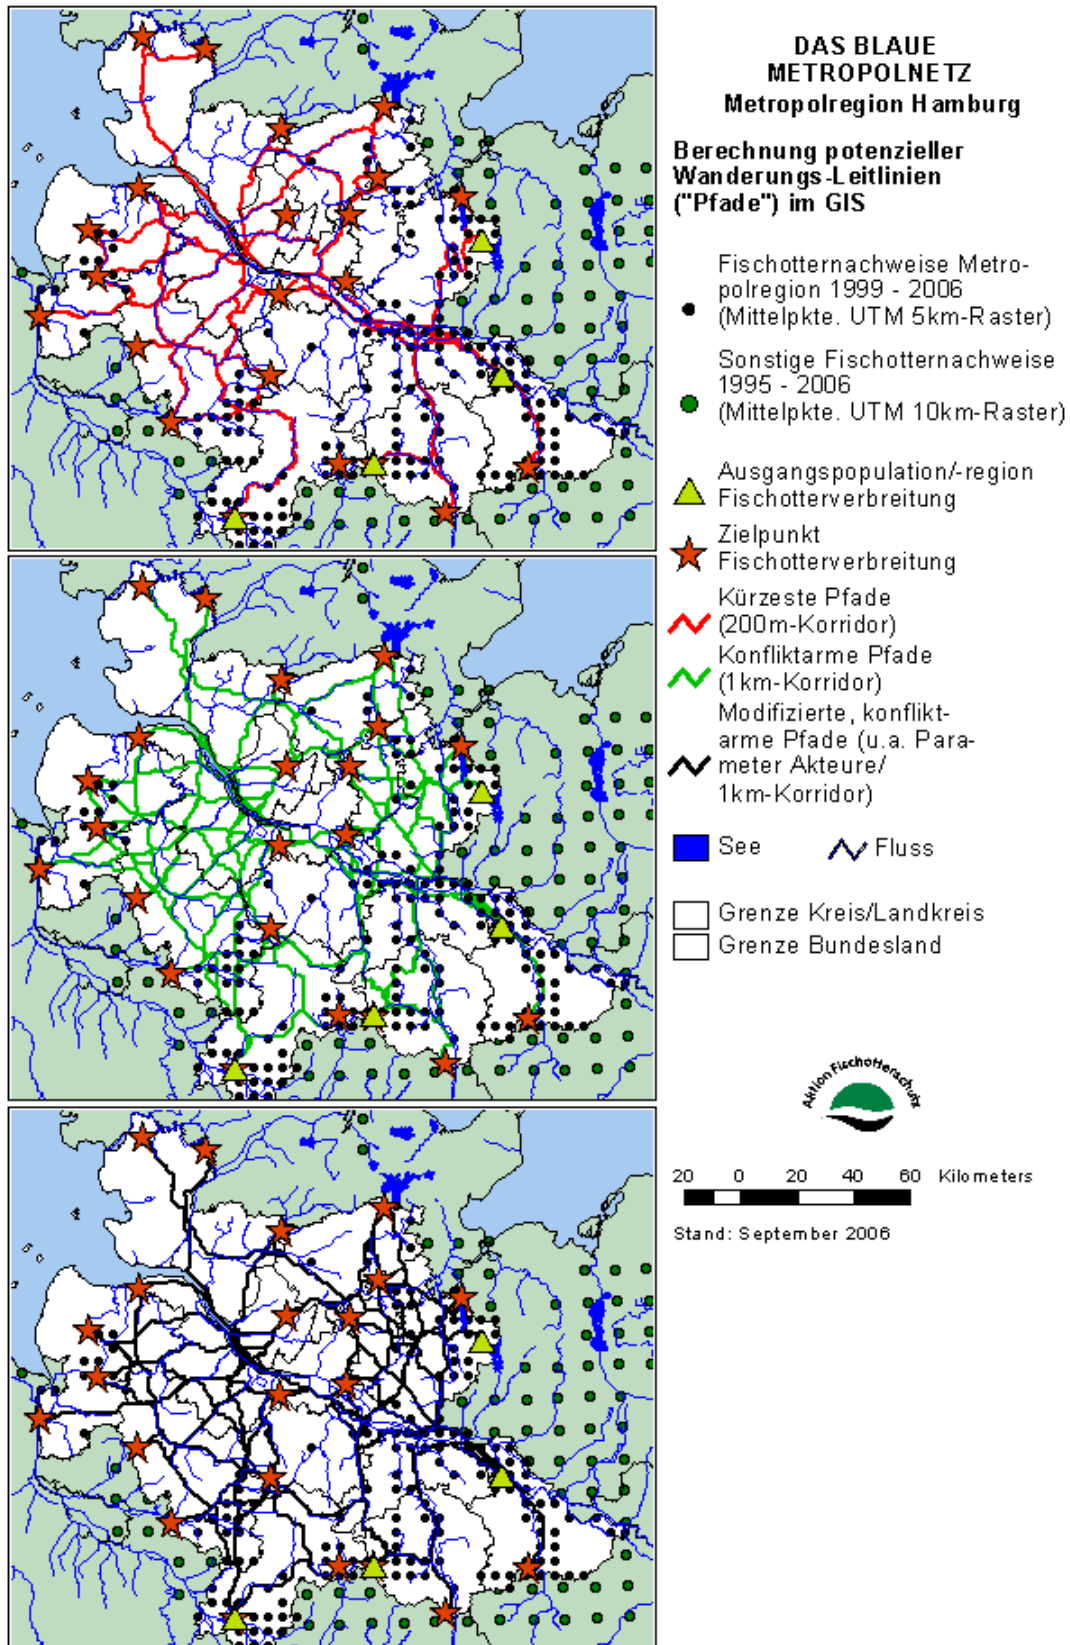 DAS BLAUE
METROPOLNETZ
Metropolregion Hamburg
Berechnung potenzieller
Wanderungs-Leitlinien
("Pfade") im GIS
Fischotternachweise Metro-
polregion 1999 - 2006
(Mittelpkte. UTM 5km-Raster)
Sonstige Fischotternachweise
1995 - 2006
(Mittelpkte. UTM 10km-Raster)
Ausgangspopulation/-region
Fischotterverbreitung
Zielpunkt
Fischotterverbreitung
Kürzeste Pfade
(200m-Korridor)
Konfliktarme Pfade
(1km-Korridor)
Modifizierte, konflikt-
arme Pfade (u.a. Para-
meter Akteure/
1km-Korridor)
See
Fluss
Grenze Kreis/Landkreis
Grenze Bundesland
Aktion Fischotterschutz
20 0 20 40 60 Kilometers
Stand: September 2006